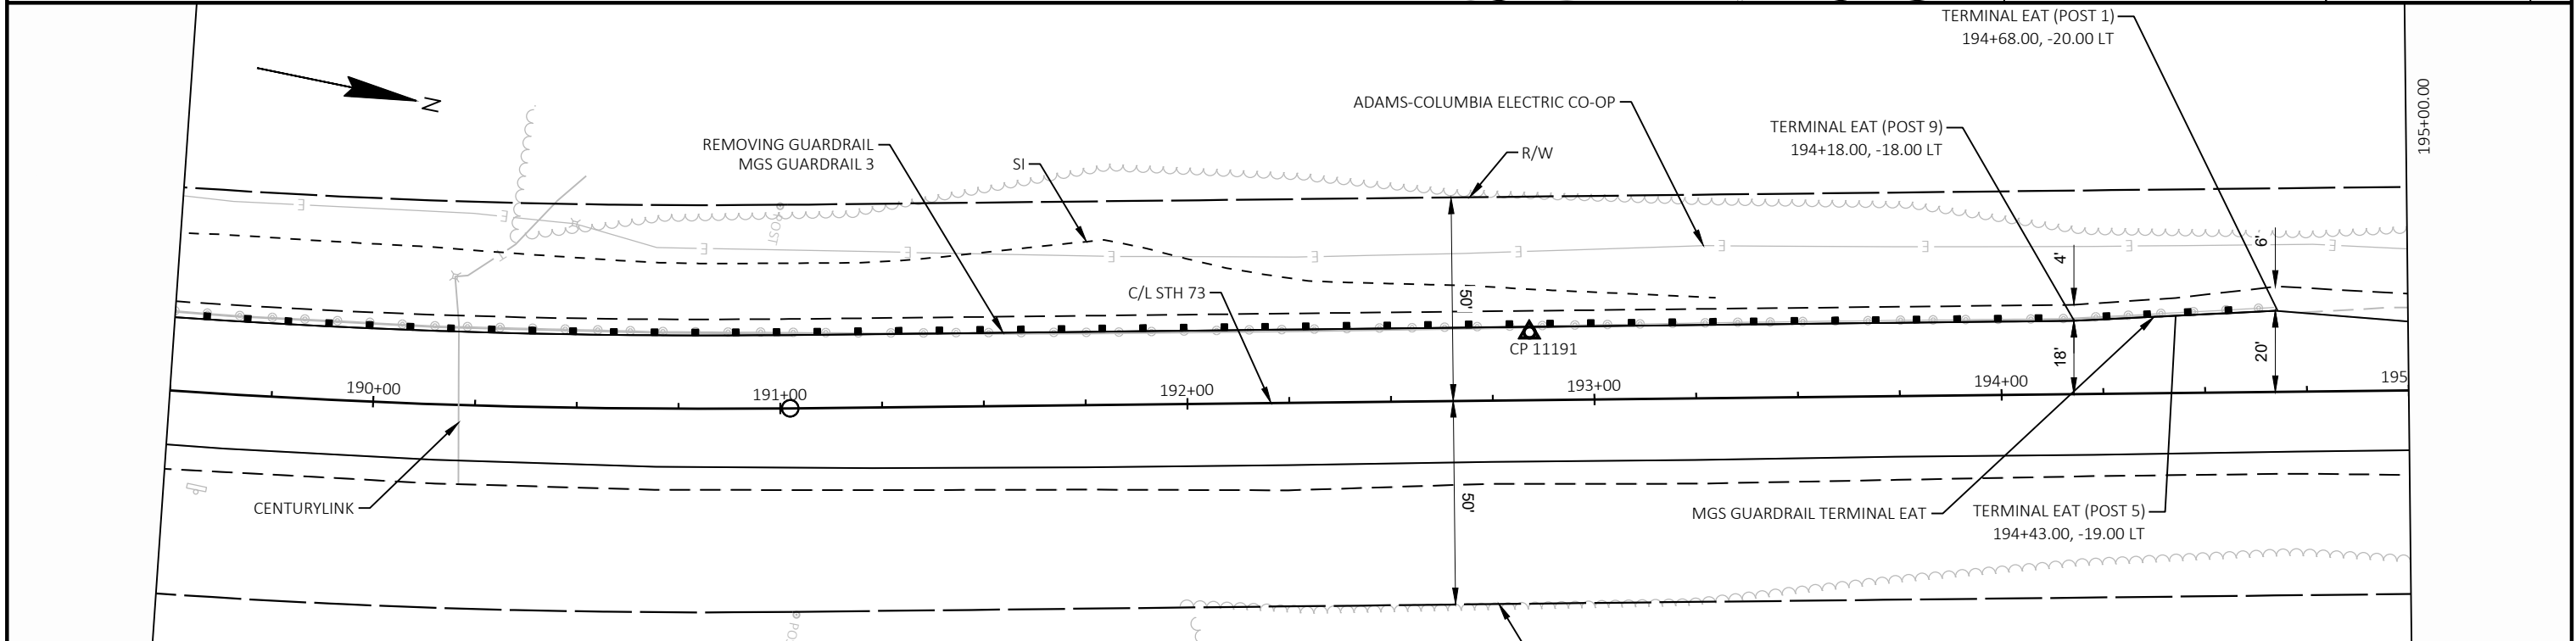 TERMINAL EAT (POST 1)
194+68.00, -20.00 LT
195+00.00
N
ADAMS-COLUMBIA ELECTRIC CO-OP
TERMINAL EAT (POST 9)
194+18.00, -18.00 LT
REMOVING GUARDRAIL
MGS GUARDRAIL 3
SI
R/W
E E E E E E E E E E E
POST
4'
6'
50'
C/L STH 73
CP 11191
18'
20'
190+00
191+00
192+00
193+00
194+00
195
CENTURYLINK
50'
MGS GUARDRAIL TERMINAL EAT
TERMINAL EAT (POST 5)
194+43.00, -19.00 LT